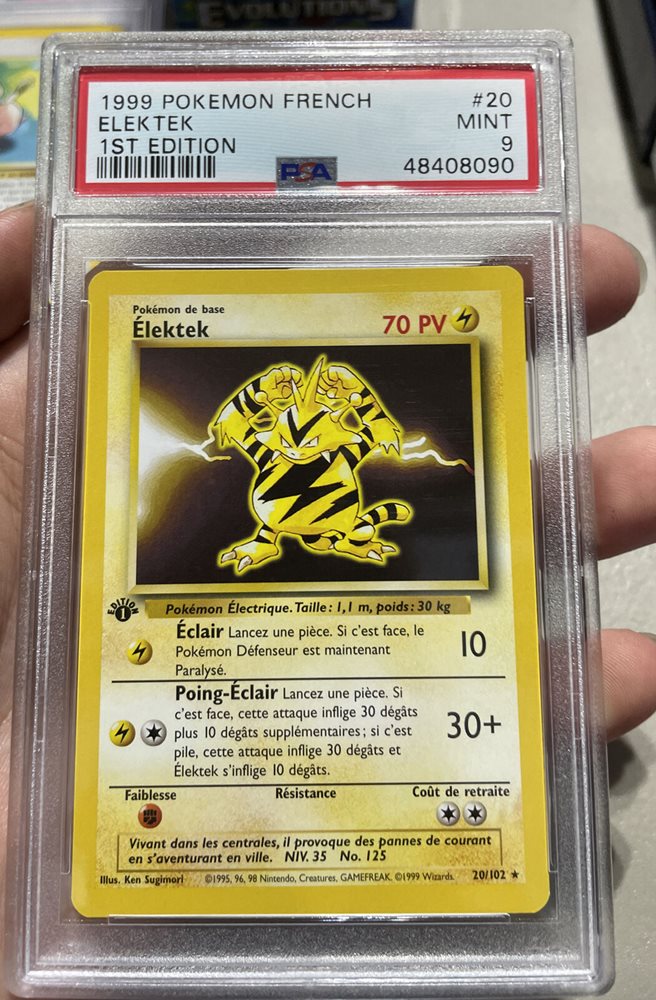 EVOLUTIONS
1999 POKEMON FRENCH #20
ELEKTEK MINT
1ST EDITION 9
PSA 48408090
Pokémon de base
Élektek 70 PV
EDITION 1
Pokémon Électrique. Taille : 1,1 m, poids : 30 kg
Éclair Lancez une pièce. Si c'est face, le
Pokémon Défenseur est maintenant
Paralysé.
10
Poing-Éclair Lancez une pièce. Si
c'est face, cette attaque inflige 30 dégâts
plus 10 dégâts supplémentaires ; si c'est
pile, cette attaque inflige 30 dégâts et
Élektek s'inflige 10 dégâts.
30+
Faiblesse Résistance Coût de retraite
Vivant dans les centrales, il provoque des pannes de courant
en s'aventurant en ville. NIV. 35 No. 125
Illus. Ken Sugimori ©1995, 96, 98 Nintendo, Creatures, GAMEFREAK. ©1999 Wizards. 20/102 ★